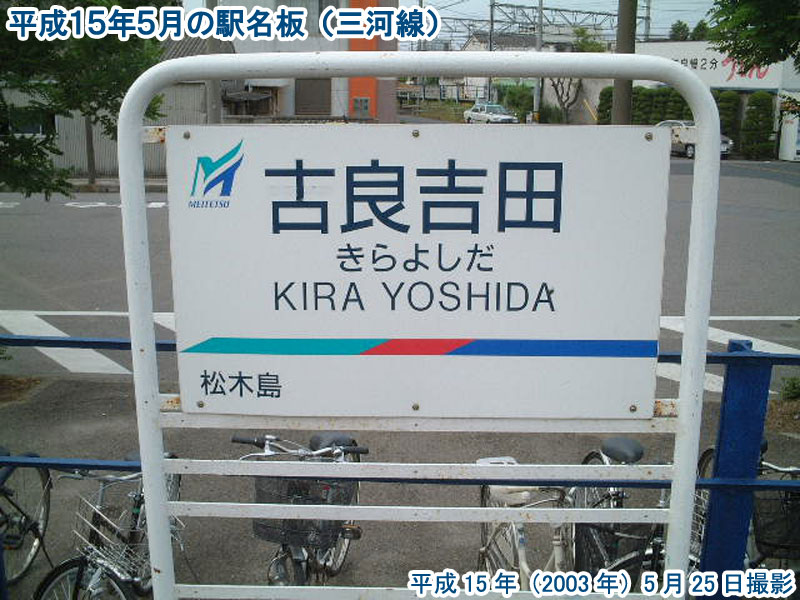 平成15年5月の駅名板（三河線）
2分
MEITETSU
古良吉田
きらよしだ
KIRA YOSHIDA
松木島
平成15年（2003年）5月25日撮影